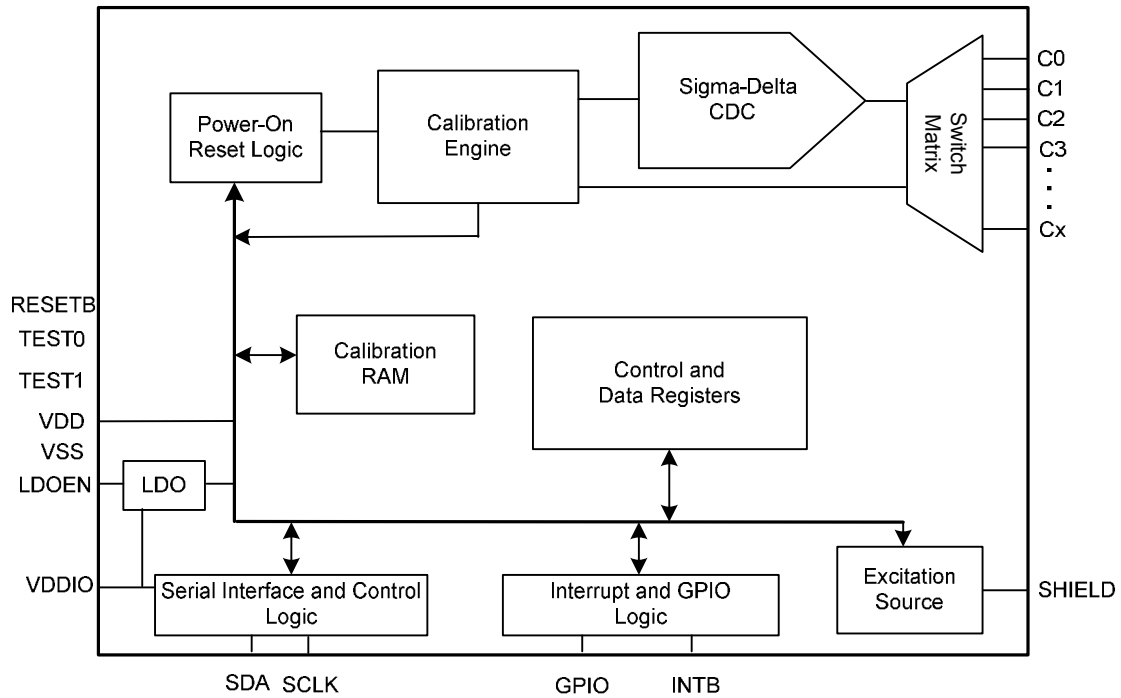 Sigma-Delta
CDC
Power-On
Reset Logic
Calibration
Engine
Switch
Matrix
C0
C1
C2
C3
Cx
RESETB
TEST0
TEST1
VDD
VSS
LDOEN
LDO
VDDIO
Calibration
RAM
Control and
Data Registers
Serial Interface and Control
Logic
Interrupt and GPIO
Logic
Excitation
Source
SHIELD
SDA
SCLK
GPIO
INTB